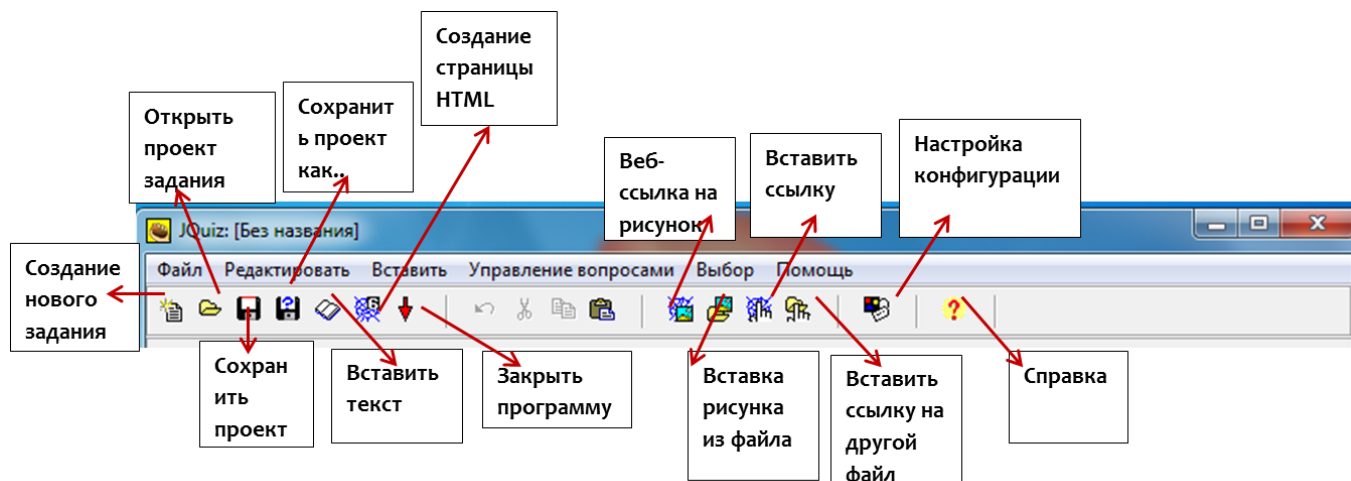 Создание
страницы
HTML
Открыть
проект
задания
Сохранит
ь проект
как..
Веб-
ссылка на
рисунок
Вставить
ссылку
Настройка
конфигурации
JQuiz: [Без названия]
Создание
нового
задания
Файл Редактировать Вставить Управление вопросами Выбор Помощь
Сохран
ить
проект
Вставить
текст
Закрыть
программу
Вставка
рисунка
из файла
Вставить
ссылку на
другой
файл
Справка